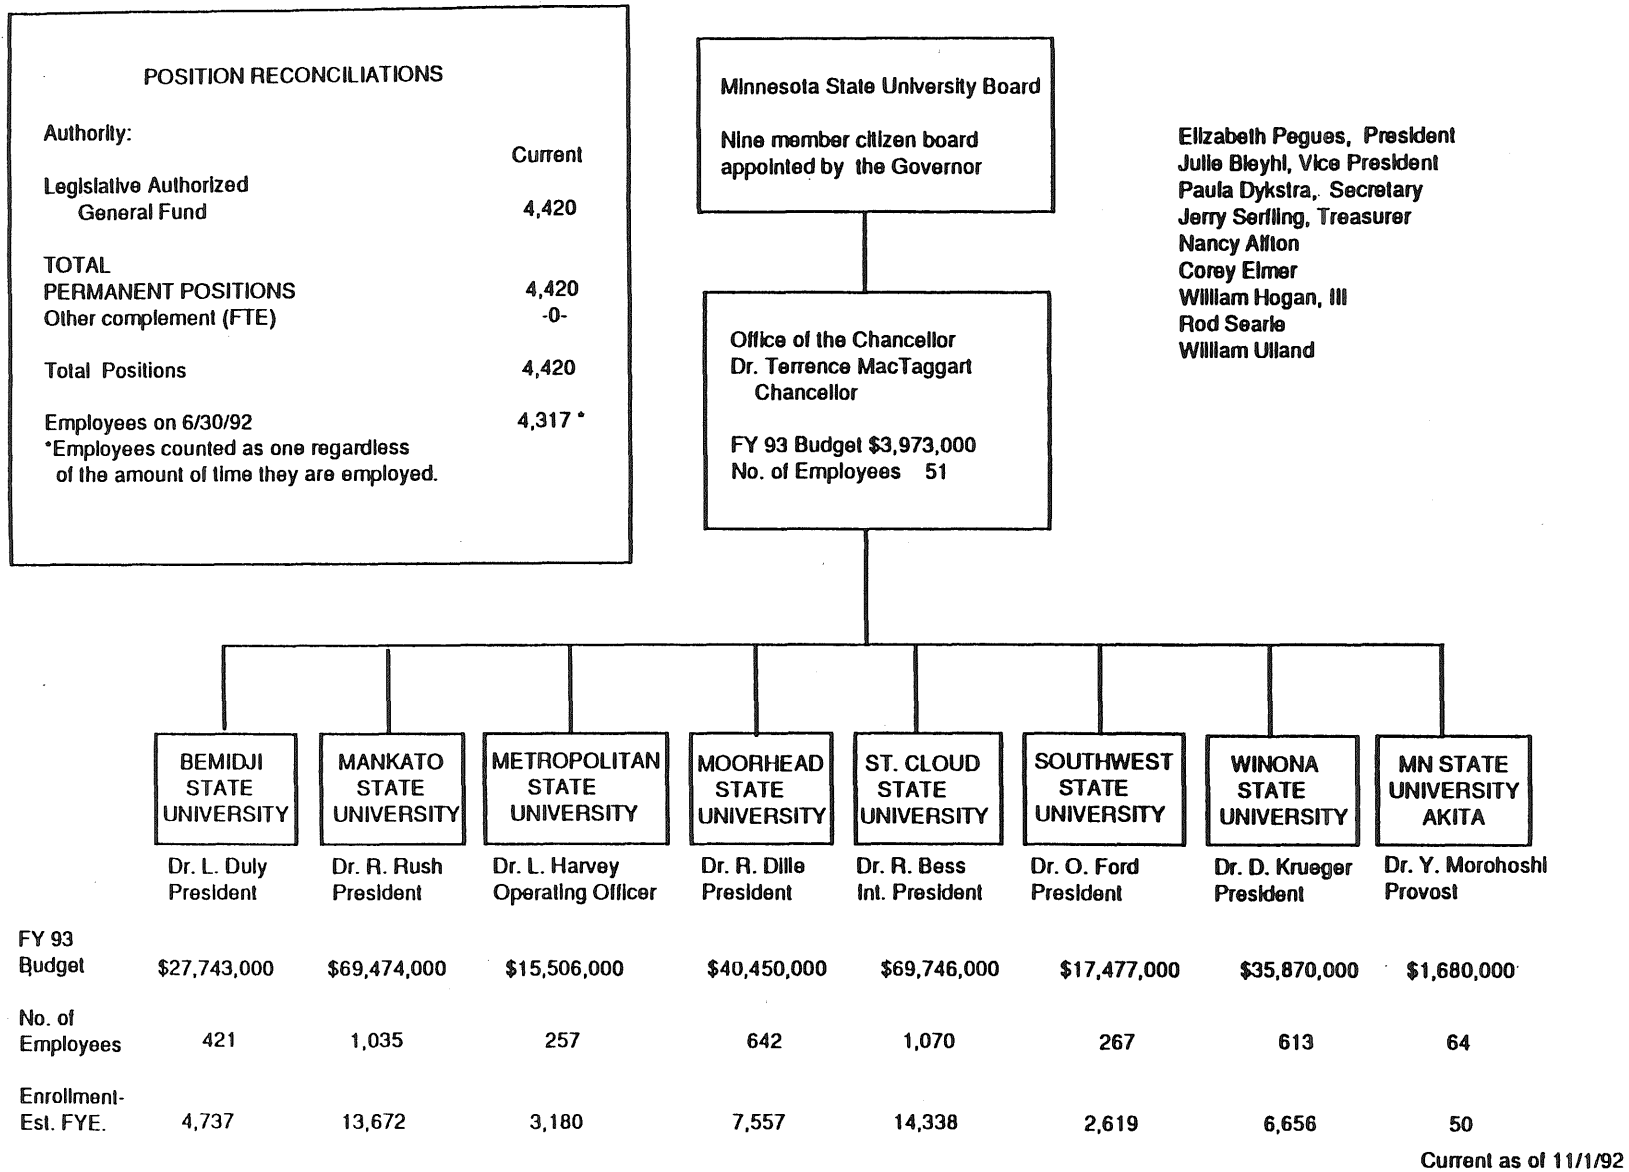 POSITION RECONCILIATIONS
Authority:
Current
Legislative Authorized
General Fund 4,420
TOTAL
PERMANENT POSITIONS 4,420
Other complement (FTE) -0-
Total Positions 4,420
Employees on 6/30/92 4,317 *
*Employees counted as one regardless
of the amount of time they are employed.
Minnesota State University Board
Nine member citizen board
appointed by the Governor
Elizabeth Pegues, President
Julie Bleyhl, Vice President
Paula Dykstra, Secretary
Jerry Serfling, Treasurer
Nancy Alfton
Corey Elmer
William Hogan, III
Rod Searle
William Ulland
Office of the Chancellor
Dr. Terrence MacTaggart
Chancellor
FY 93 Budget $3,973,000
No. of Employees 51
BEMIDJI
STATE
UNIVERSITY
Dr. L. Duly
President
MANKATO
STATE
UNIVERSITY
Dr. R. Rush
President
METROPOLITAN
STATE
UNIVERSITY
Dr. L. Harvey
Operating Officer
MOORHEAD
STATE
UNIVERSITY
Dr. R. Dille
President
ST. CLOUD
STATE
UNIVERSITY
Dr. R. Bess
Int. President
SOUTHWEST
STATE
UNIVERSITY
Dr. O. Ford
President
WINONA
STATE
UNIVERSITY
Dr. D. Krueger
President
MN STATE
UNIVERSITY
AKITA
Dr. Y. Morohoshi
Provost
FY 93
Budget $27,743,000 $69,474,000 $15,506,000 $40,450,000 $69,746,000 $17,477,000 $35,870,000 $1,680,000
No. of
Employees 421 1,035 257 642 1,070 267 613 64
Enrollment-
Est. FYE. 4,737 13,672 3,180 7,557 14,338 2,619 6,656 50
Current as of 11/1/92